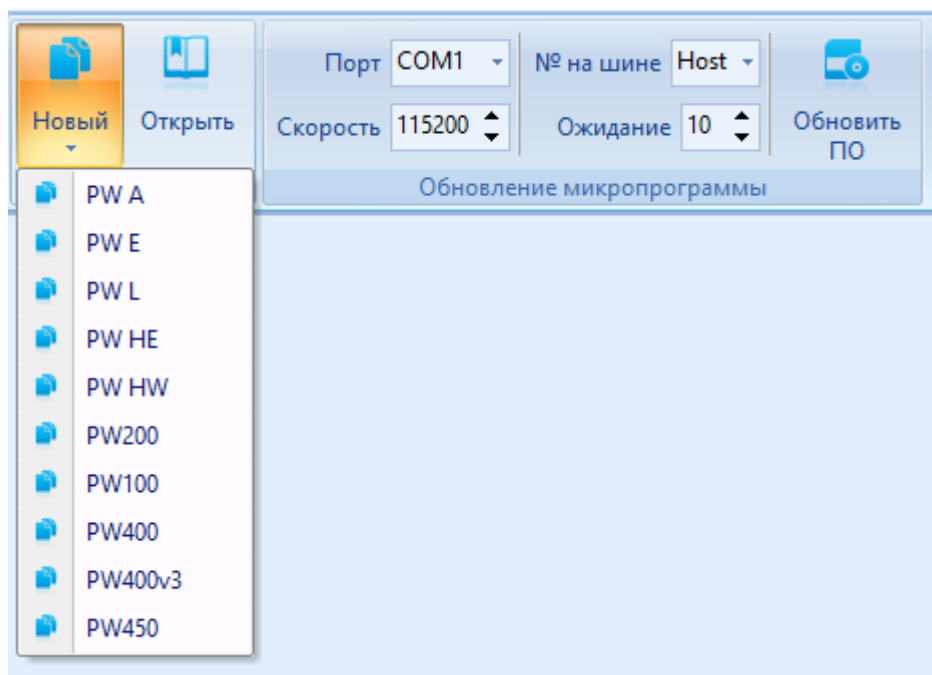 Новый
Открыть
Порт COM1
№ на шине Host
Скорость 115200
Ожидание 10
Обновить
ПО
Обновление микропрограммы
PW A
PW E
PW L
PW HE
PW HW
PW200
PW100
PW400
PW400v3
PW450